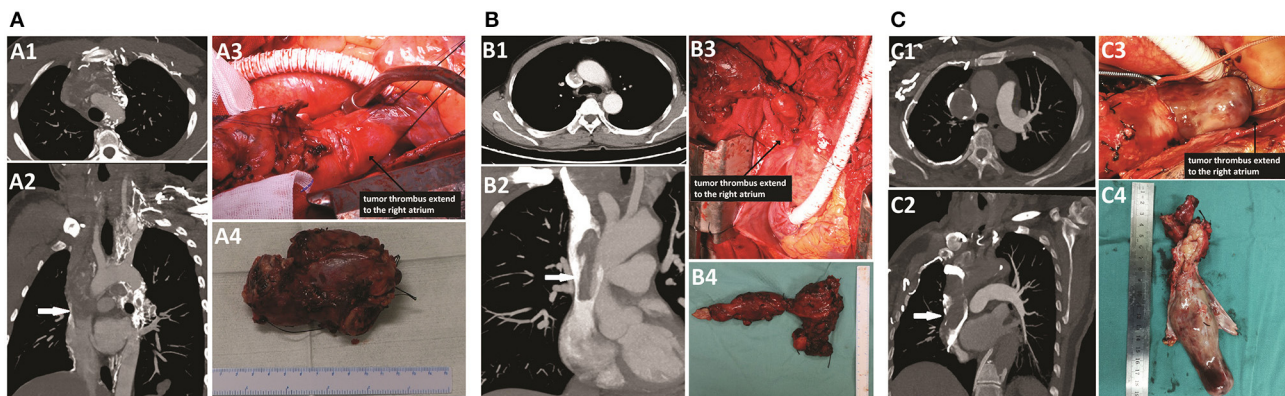 A
B
C
A1
A3
B1
B3
C1
C3
tumor thrombus extend
to the right atrium
A2
B2
C2
A4
tumor thrombus extend
to the right atrium
B4
tumor thrombus extend
to the right atrium
C4